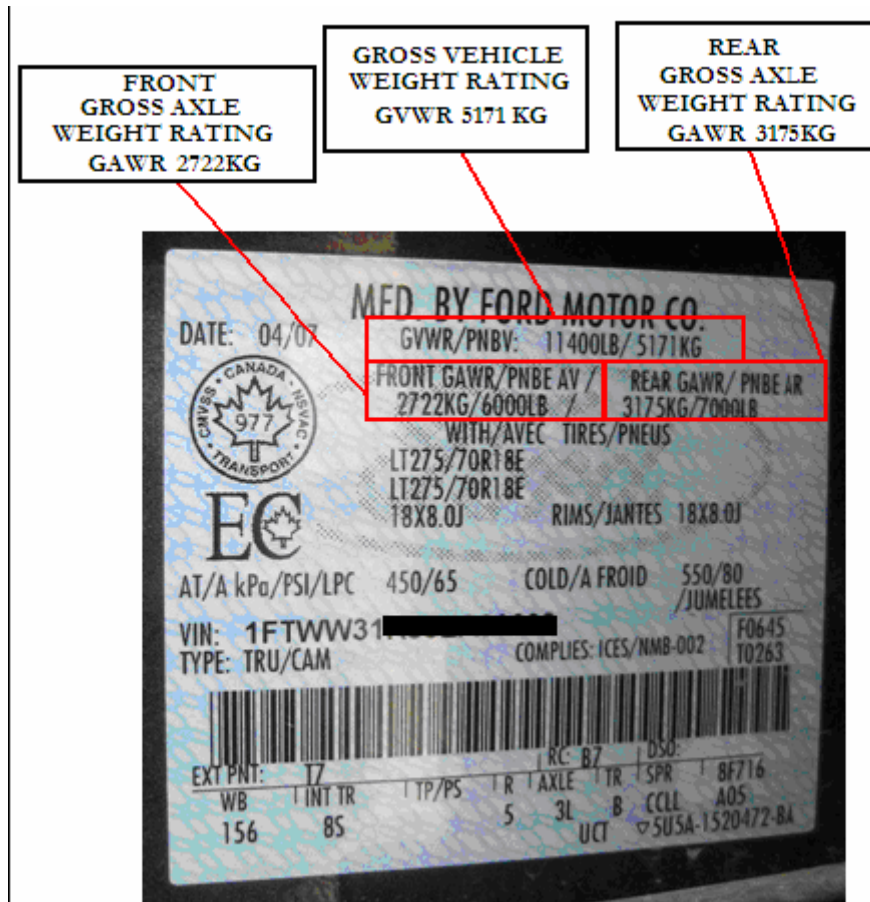 FRONT
GROSS AXLE
WEIGHT RATING
GAWR 2722KG
GROSS VEHICLE
WEIGHT RATING
GVWR 5171 KG
REAR
GROSS AXLE
WEIGHT RATING
GAWR 3175KG
MFD. BY FORD MOTOR CO.
DATE: 04/07
GVWR/PNBV: 11400LB/ 5171KG
FRONT GAWR/PNBE AV / REAR GAWR/ PNBE AR
2722KG/6000LB / 3175KG/7000LB
WITH/AVEC TIRES/PNEUS
CANADA • NSVAC • TRANSPORT • CMVSS
977
LT275/70R18E
LT275/70R18E
18X8.0J RIMS/JANTES 18X8.0J
EC
AT/A kPa/PSI/LPC 450/65 COLD/A FROID 550/80
/JUMELEES
VIN: 1FTWW31
F0645
TYPE: TRU/CAM COMPLIES: ICES/NMB-002 T0263
EXT PNT: T7 RC: B7 DSO:
WB INT TR TP/PS R AXLE TR SPR 8F716
156 8S 5 3L B CCLL A05
UCT 5U5A-1520472-BA